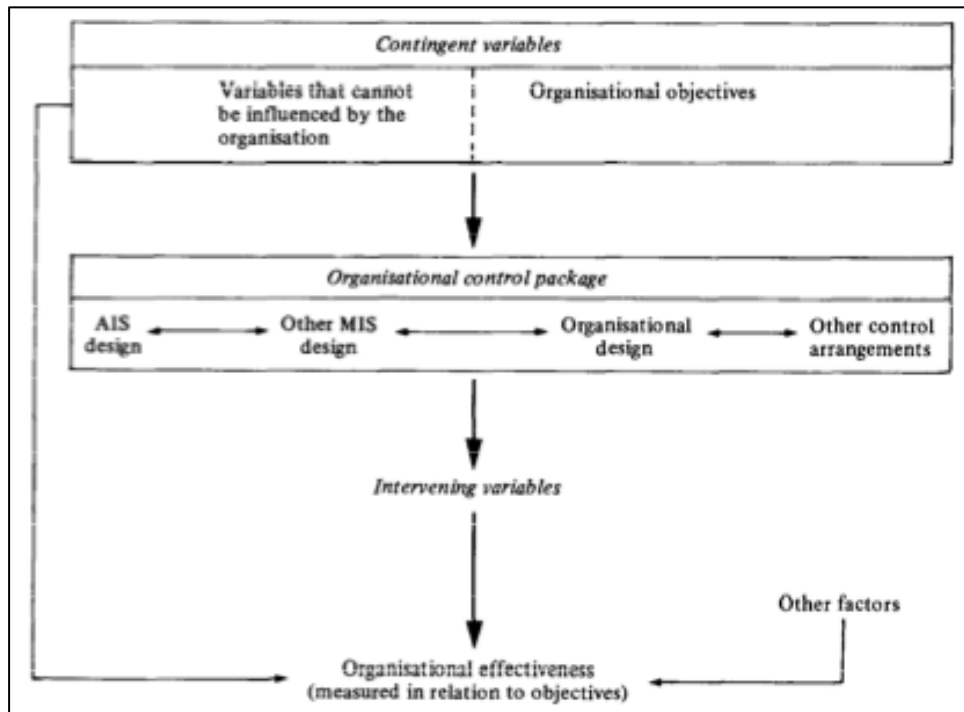 Contingent variables
Variables that cannot
be influenced by the
organisation
Organisational objectives
Organisational control package
AIS
design
Other MIS
design
Organisational
design
Other control
arrangements
Intervening variables
Other factors
Organisational effectiveness
(measured in relation to objectives)